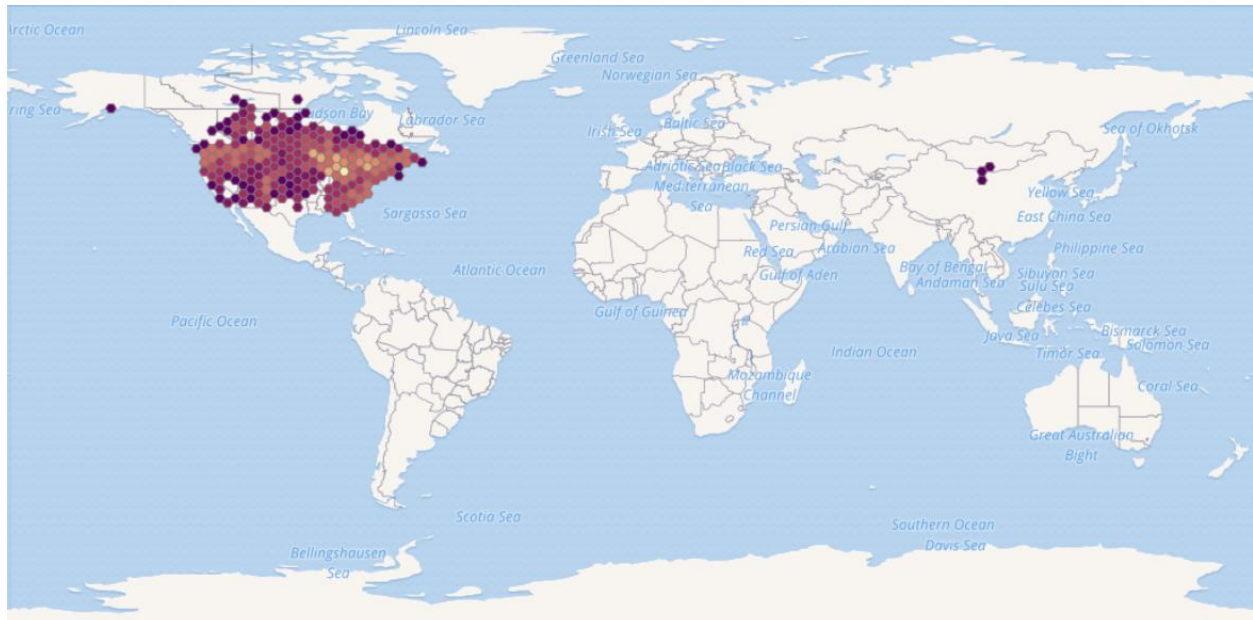 Arctic Ocean
Lincoln Sea
Greenland Sea
Norwegian Sea
ring Sea
udson Bay
Labrador Sea
Irish Sea
Baltic Sea
Sea of Okhotsk
Adriatic Sea
Black Sea
Mediterranean
Sea
Yellow Sea
East China Sea
Sargasso Sea
Persian Gulf
Red Sea
Arabian Sea
Philippine Sea
Atlantic Ocean
Gulf of Aden
Bay of Bengal
Andaman Sea
Sibuyan Sea
Sulu Sea
Celebes Sea
Gulf of Guinea
Pacific Ocean
Indian Ocean
Java Sea
Bismarck Sea
Solomon Sea
Timor Sea
Mozambique
Channel
Coral Sea
Great Australian
Bight
Scotia Sea
Southern Ocean
Davis Sea
Bellingshausen
Sea